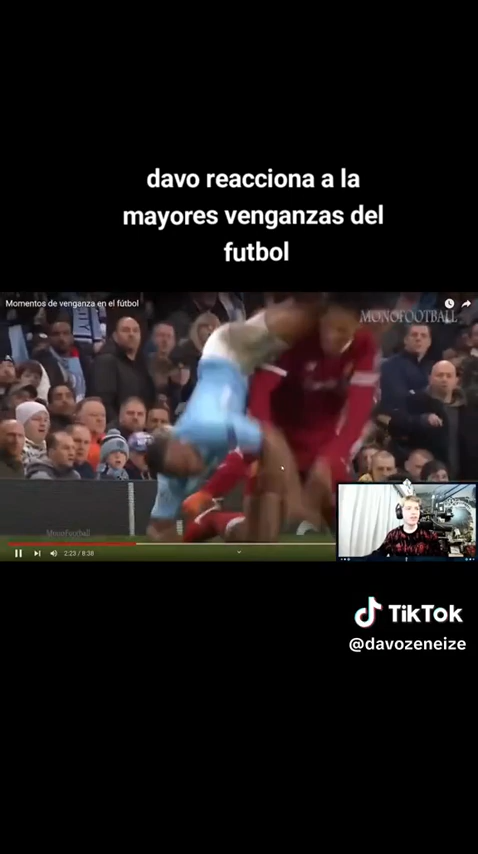 davo reacciona a la
mayores venganzas del
futbol
Momentos de venganza en el fútbol
MONOFOOTBALL
MonoFootball
2:23 / 8:38
TikTok
@davozeneize